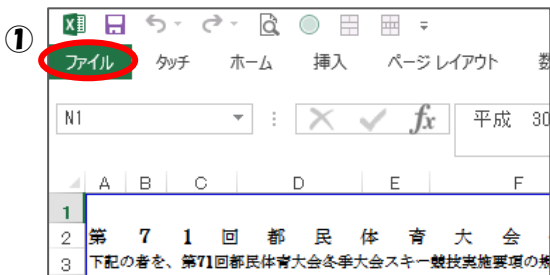 ①
ファイル タッチ ホーム 挿入 ページ レイアウト 数
N1 fx 平成 30
A B C D E F
1
2 第 7 1 回 都 民 体 育 大 会
3 下記の者を、第71回都民体育大会冬季大会スキー競技実施要項の規